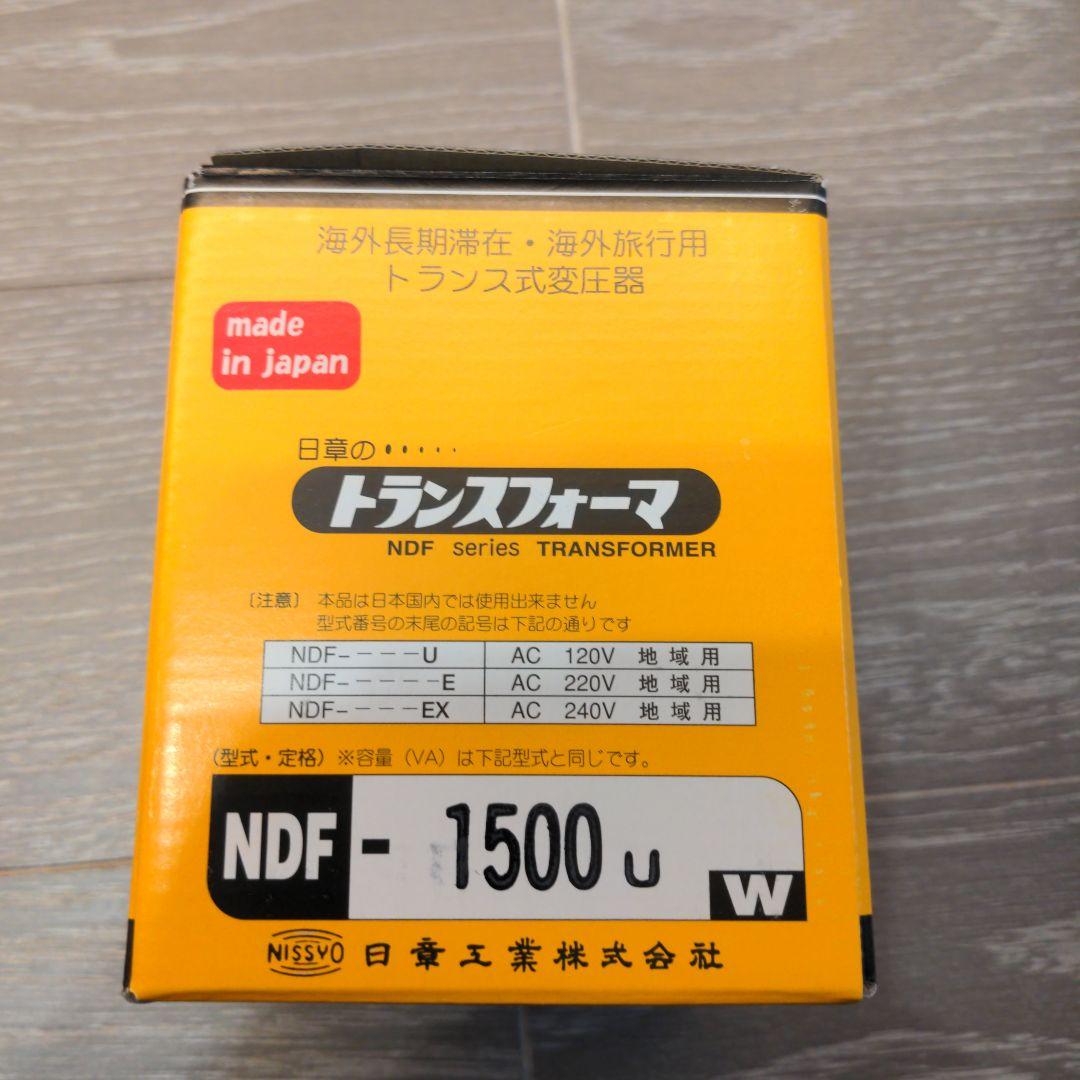 海外長期滞在・海外旅行用
トランス式変圧器
made
in japan
日章の・・・・・
トランスフォーマ
NDF series TRANSFORMER
〔注意〕 本品は日本国内では使用出来ません
型式番号の末尾の記号は下記の通りです
NDF-－－－U AC 120V 地域用
NDF-－－－－E AC 220V 地域用
NDF-－－－EX AC 240V 地域用
(型式・定格) ※容量（VA）は下記型式と同じです。
NDF- 1500 U W
NISSYO 日章工業株式会社